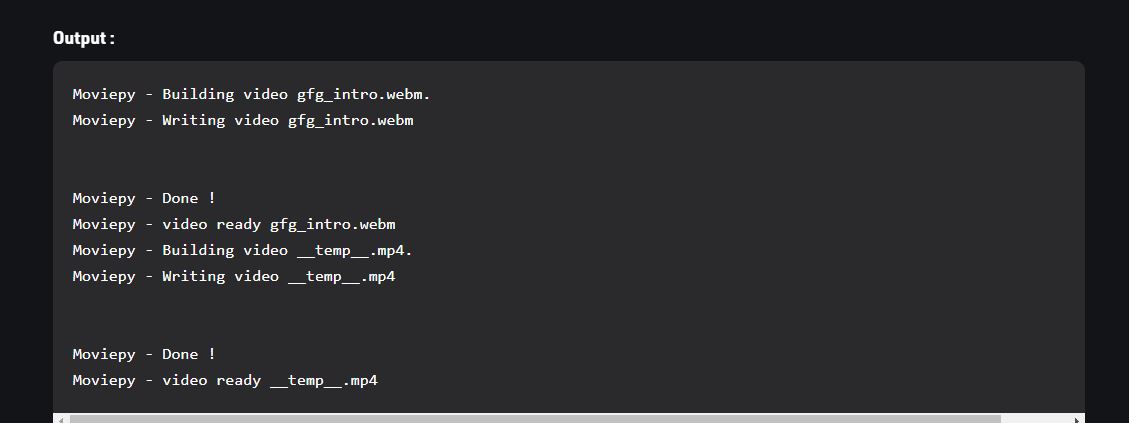 Output :
Moviepy - Building video gfg_intro.webm.
Moviepy - Writing video gfg_intro.webm
Moviepy - Done !
Moviepy - video ready gfg_intro.webm
Moviepy - Building video __temp__.mp4.
Moviepy - Writing video __temp__.mp4
Moviepy - Done !
Moviepy - video ready __temp__.mp4